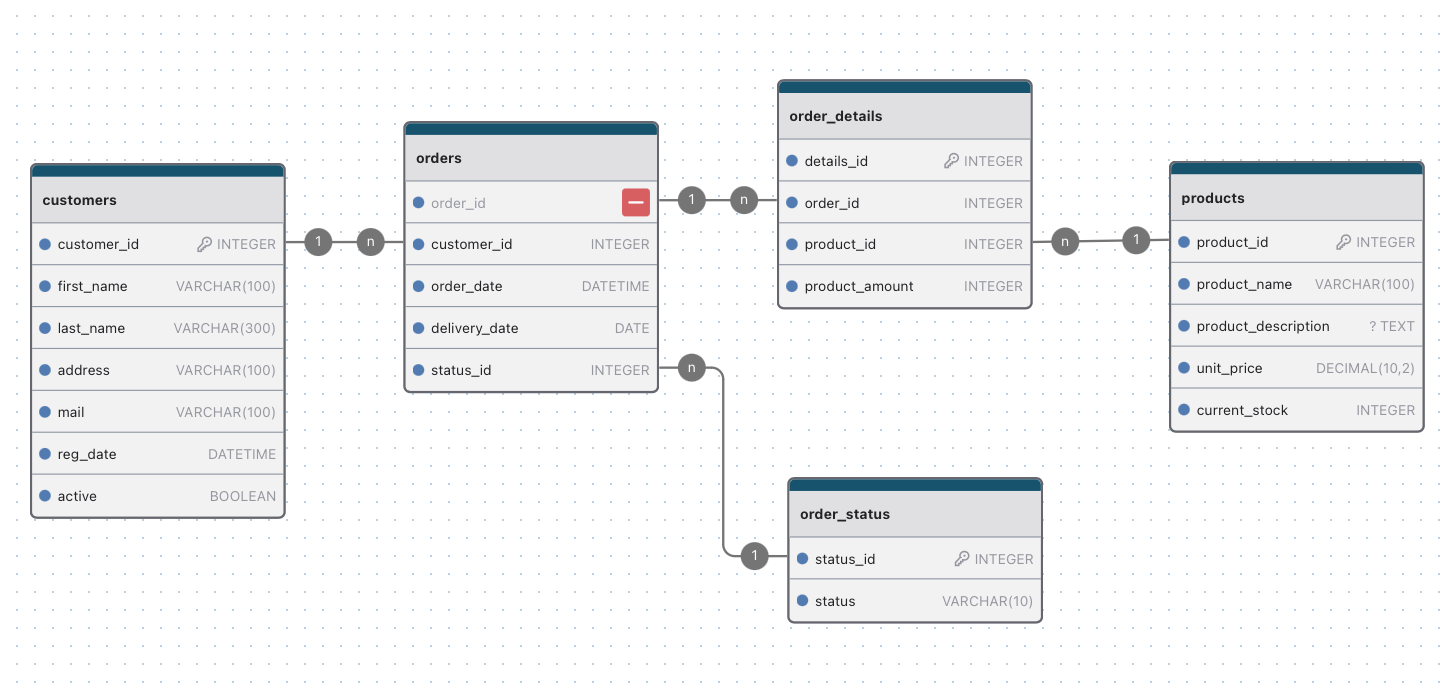 customers
customer_id INTEGER
first_name VARCHAR(100)
last_name VARCHAR(300)
address VARCHAR(100)
mail VARCHAR(100)
reg_date DATETIME
active BOOLEAN
1 n
orders
order_id
customer_id INTEGER
order_date DATETIME
delivery_date DATE
status_id INTEGER
1 n
n
1
order_details
details_id INTEGER
order_id INTEGER
product_id INTEGER
product_amount INTEGER
n 1
order_status
status_id INTEGER
status VARCHAR(10)
products
product_id INTEGER
product_name VARCHAR(100)
product_description ? TEXT
unit_price DECIMAL(10,2)
current_stock INTEGER